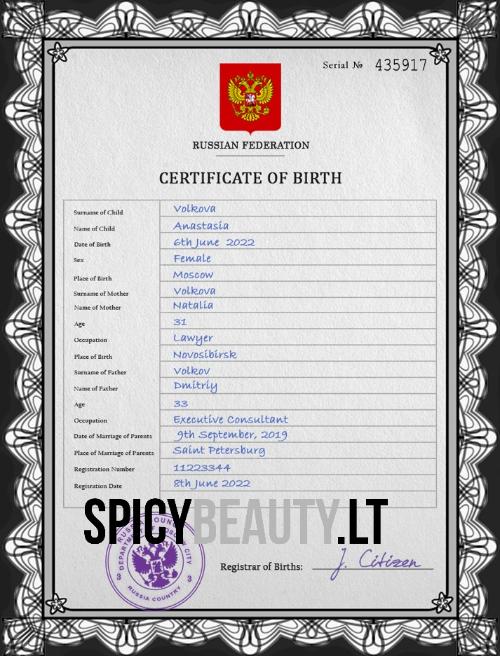 Serial № 435917
RUSSIAN FEDERATION
CERTIFICATE OF BIRTH
Surname of Child Volkova
Name of Child Anastasia
Date of Birth 6th June 2022
Sex Female
Place of Birth Moscow
Surname of Mother Volkova
Name of Mother Natalia
Age 31
Occupation Lawyer
Place of Birth Novosibirsk
Surname of Father Volkov
Name of Father Dmitriy
Age 33
Occupation Executive Consultant
Date of Marriage of Parents 9th September, 2019
Place of Marriage of Parents Saint Petersburg
Registration Number 11223344
Registration Date 8th June 2022
SPICYBEAUTY.LT
RUSSIA COUNTRY
Registrar of Births: J. Citizen